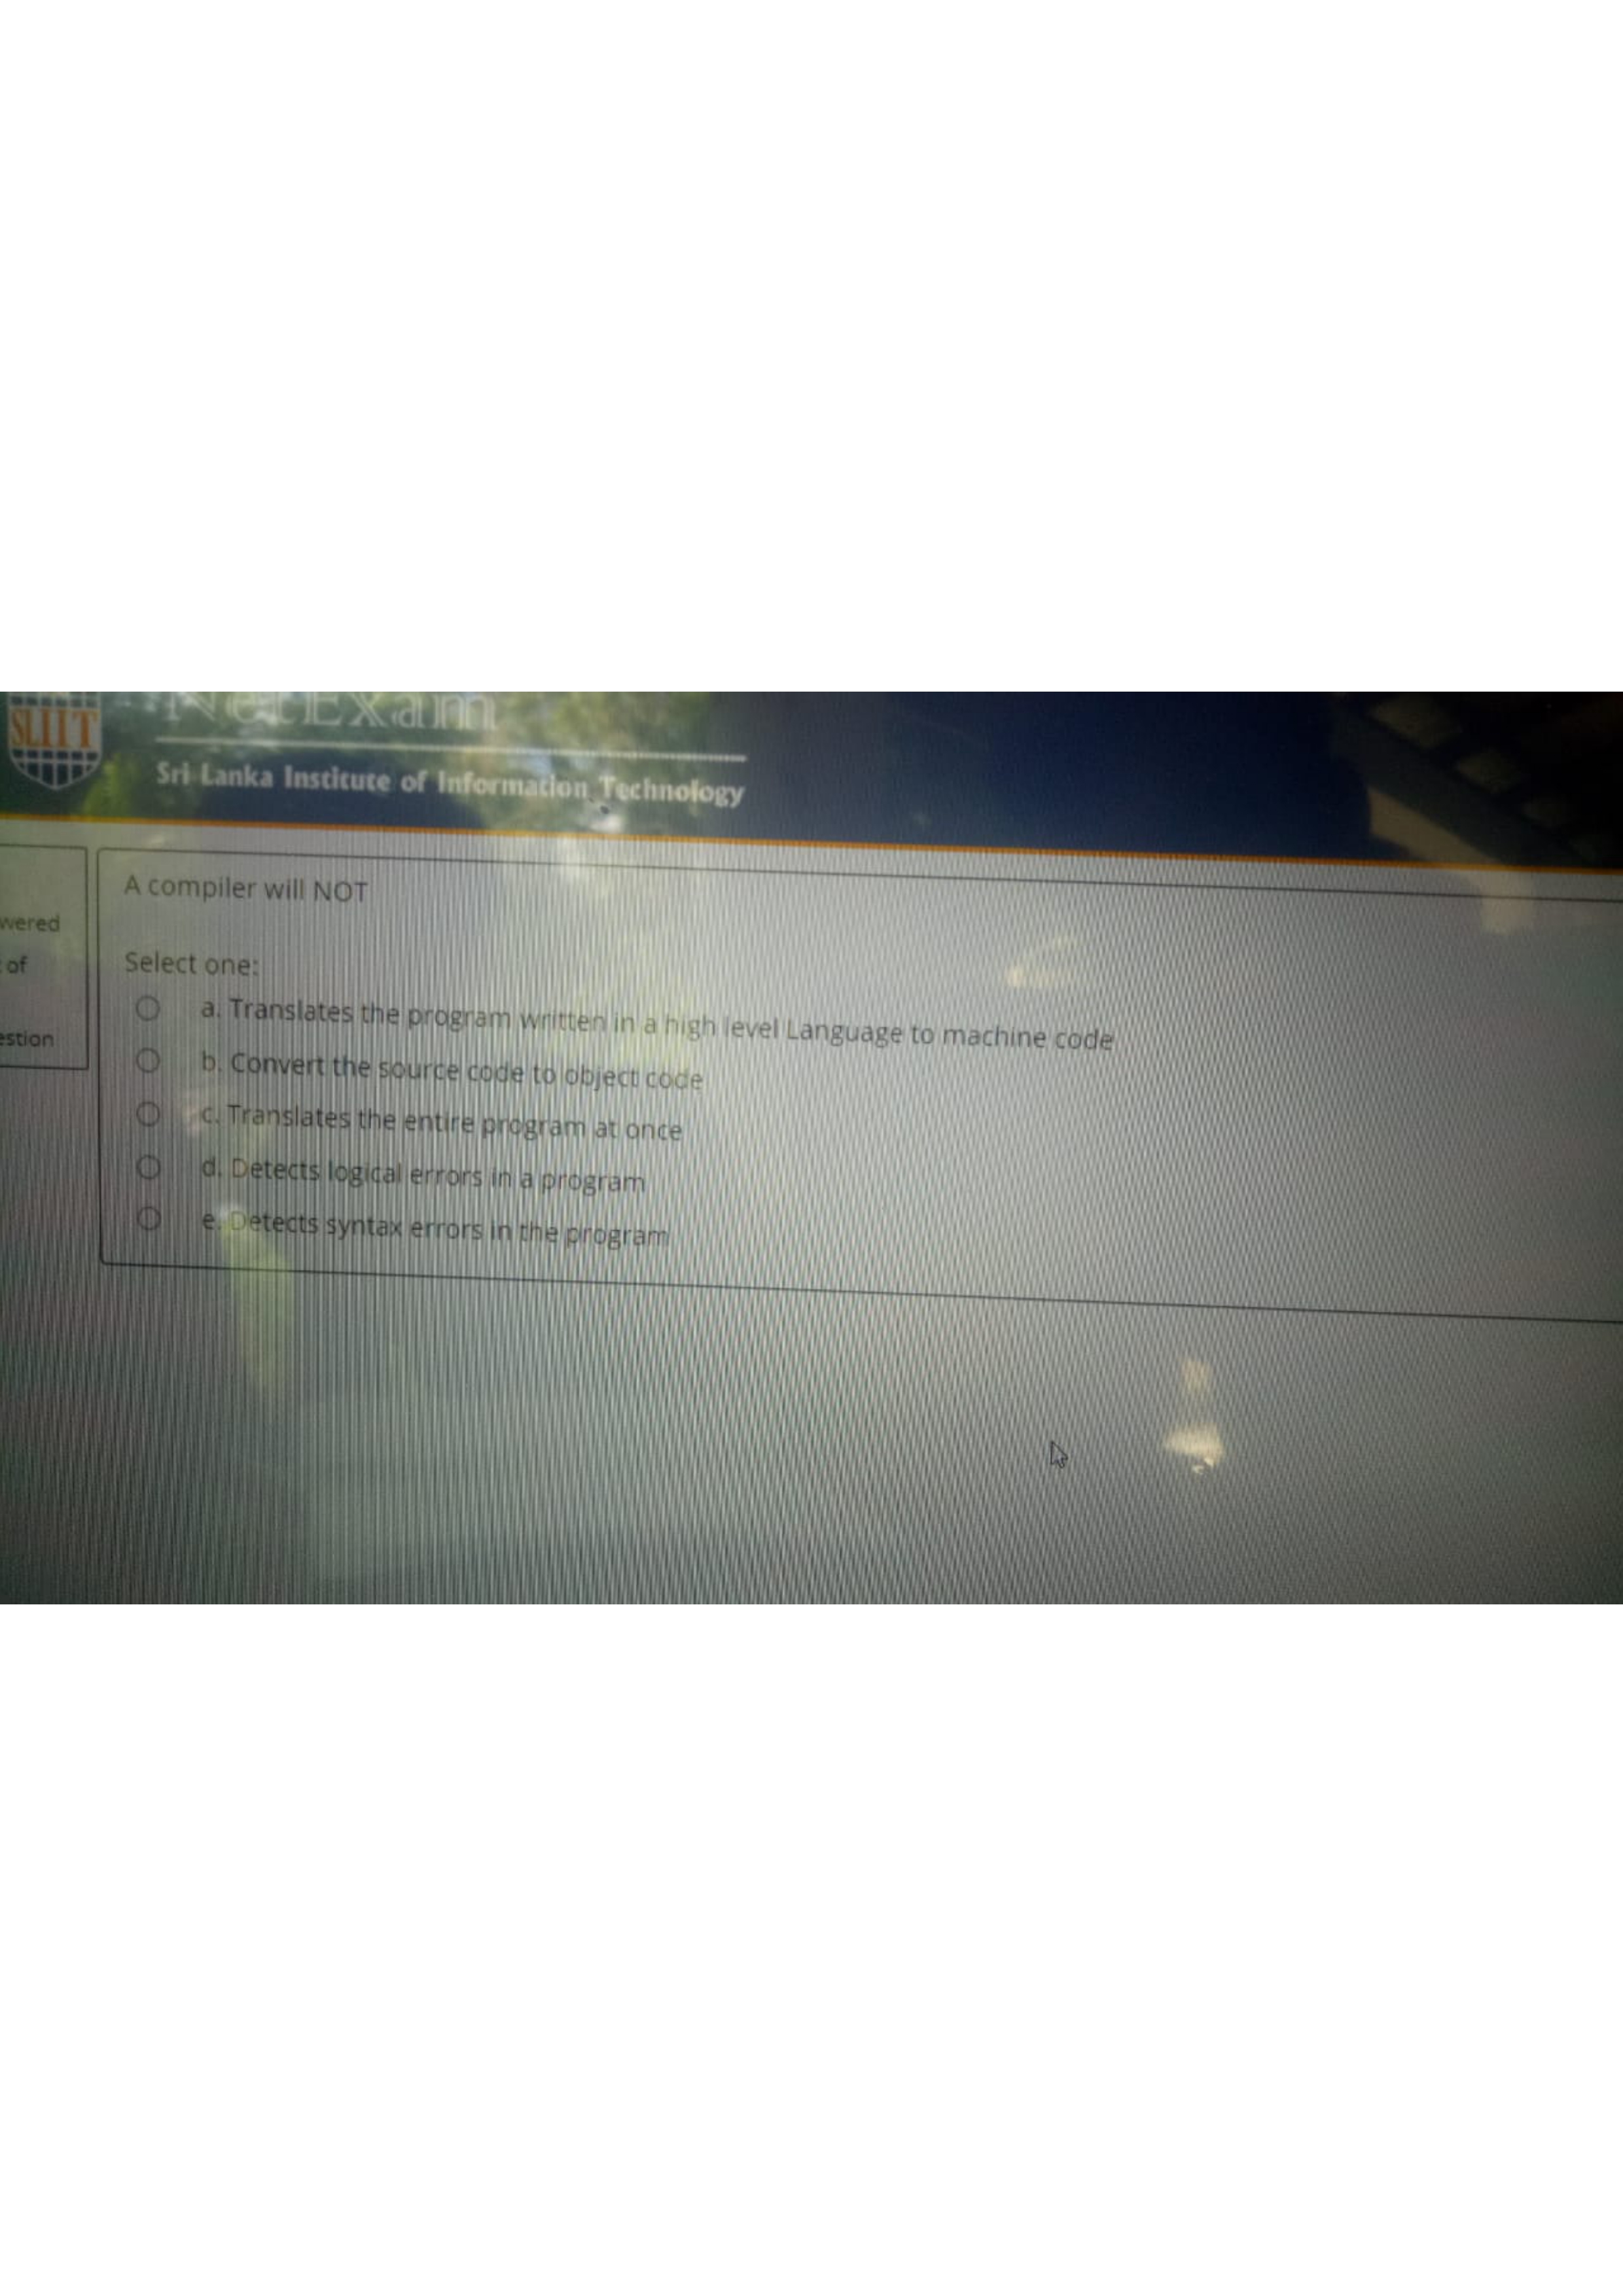 SLIIT
NetExam
Sri Lanka Institute of Information Technology
wered
of
estion
A compiler will NOT
Select one:
a. Translates the program written in a high level Language to machine code
b. Convert the source code to object code
c. Translates the entire program at once
d. Detects logical errors in a program
e. Detects syntax errors in the program